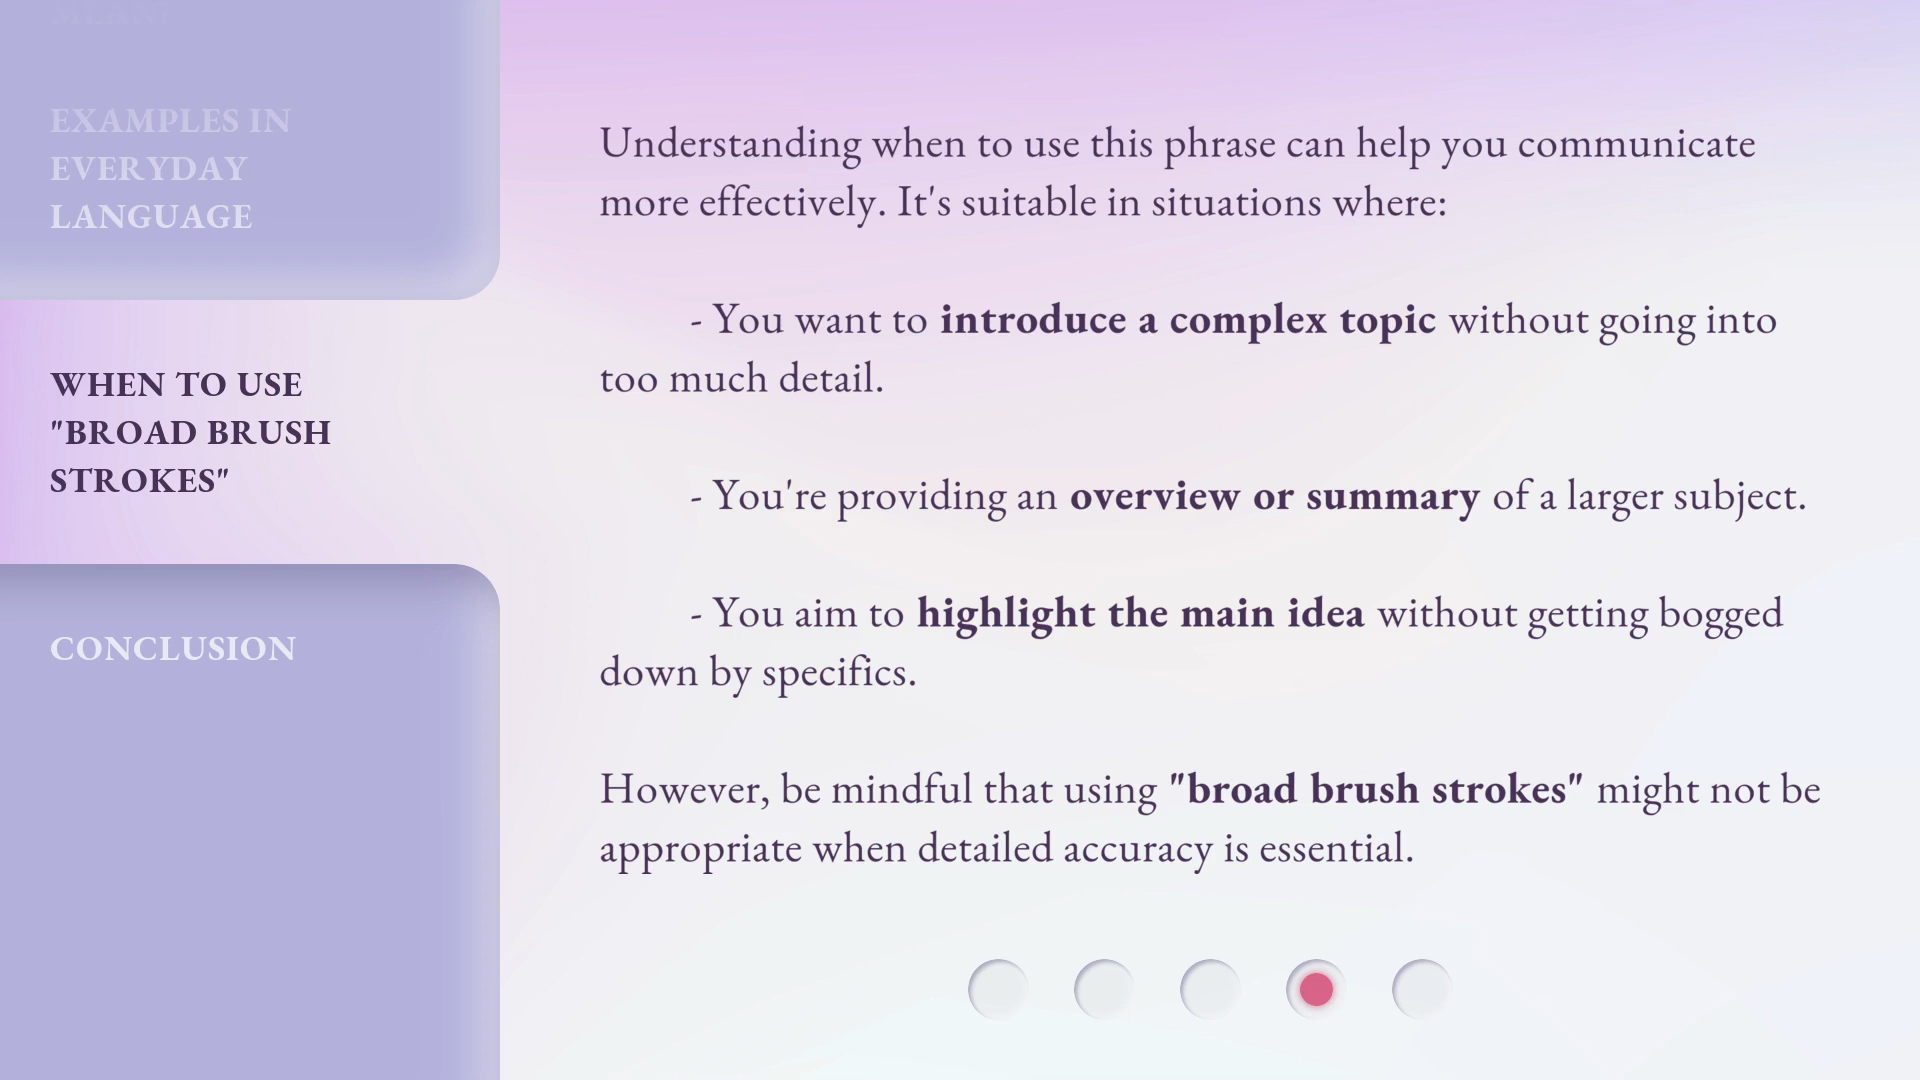 EXAMPLES IN
EVERYDAY
LANGUAGE
WHEN TO USE
"BROAD BRUSH
STROKES"
CONCLUSION
Understanding when to use this phrase can help you communicate
more effectively. It's suitable in situations where:
- You want to introduce a complex topic without going into
too much detail.
- You're providing an overview or summary of a larger subject.
- You aim to highlight the main idea without getting bogged
down by specifics.
However, be mindful that using "broad brush strokes" might not be
appropriate when detailed accuracy is essential.